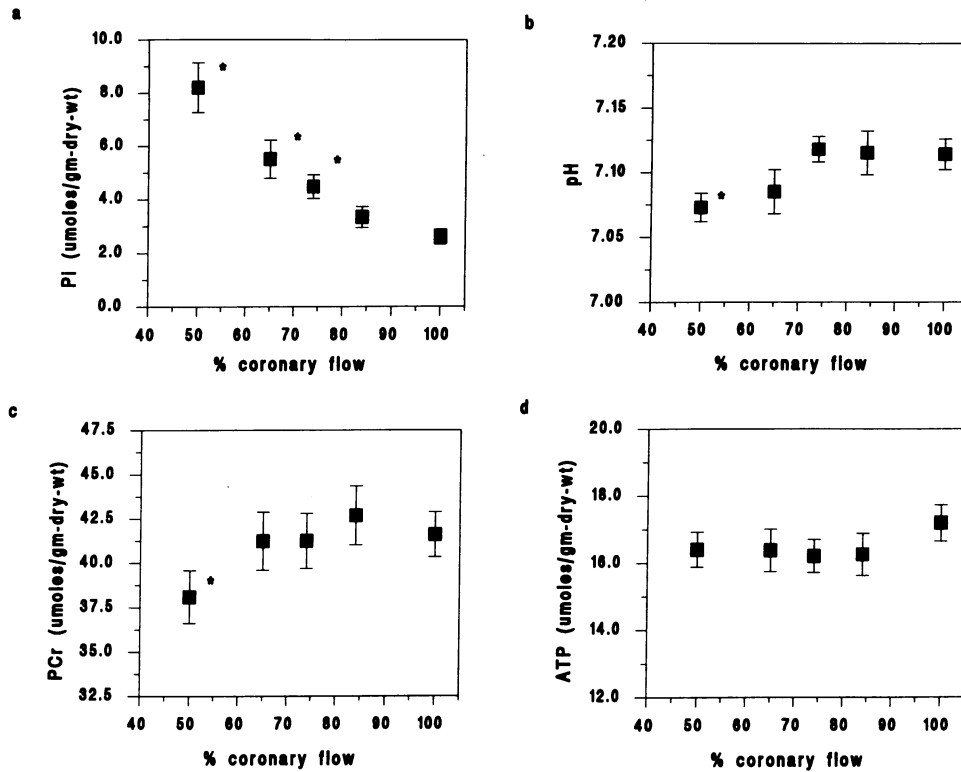 a
10.0
8.0
6.0
4.0
2.0
0.0
PI (umoles/gm-dry-wt)
* * *
40 50 60 70 80 90 100
% coronary flow
b
7.20
7.15
7.10
7.05
7.00
pH
*
40 50 60 70 80 90 100
% coronary flow
c
47.5
45.0
42.5
40.0
37.5
35.0
32.5
PCr (umoles/gm-dry-wt)
*
40 50 60 70 80 90 100
% coronary flow
d
20.0
18.0
16.0
14.0
12.0
ATP (umoles/gm-dry-wt)
40 50 60 70 80 90 100
% coronary flow